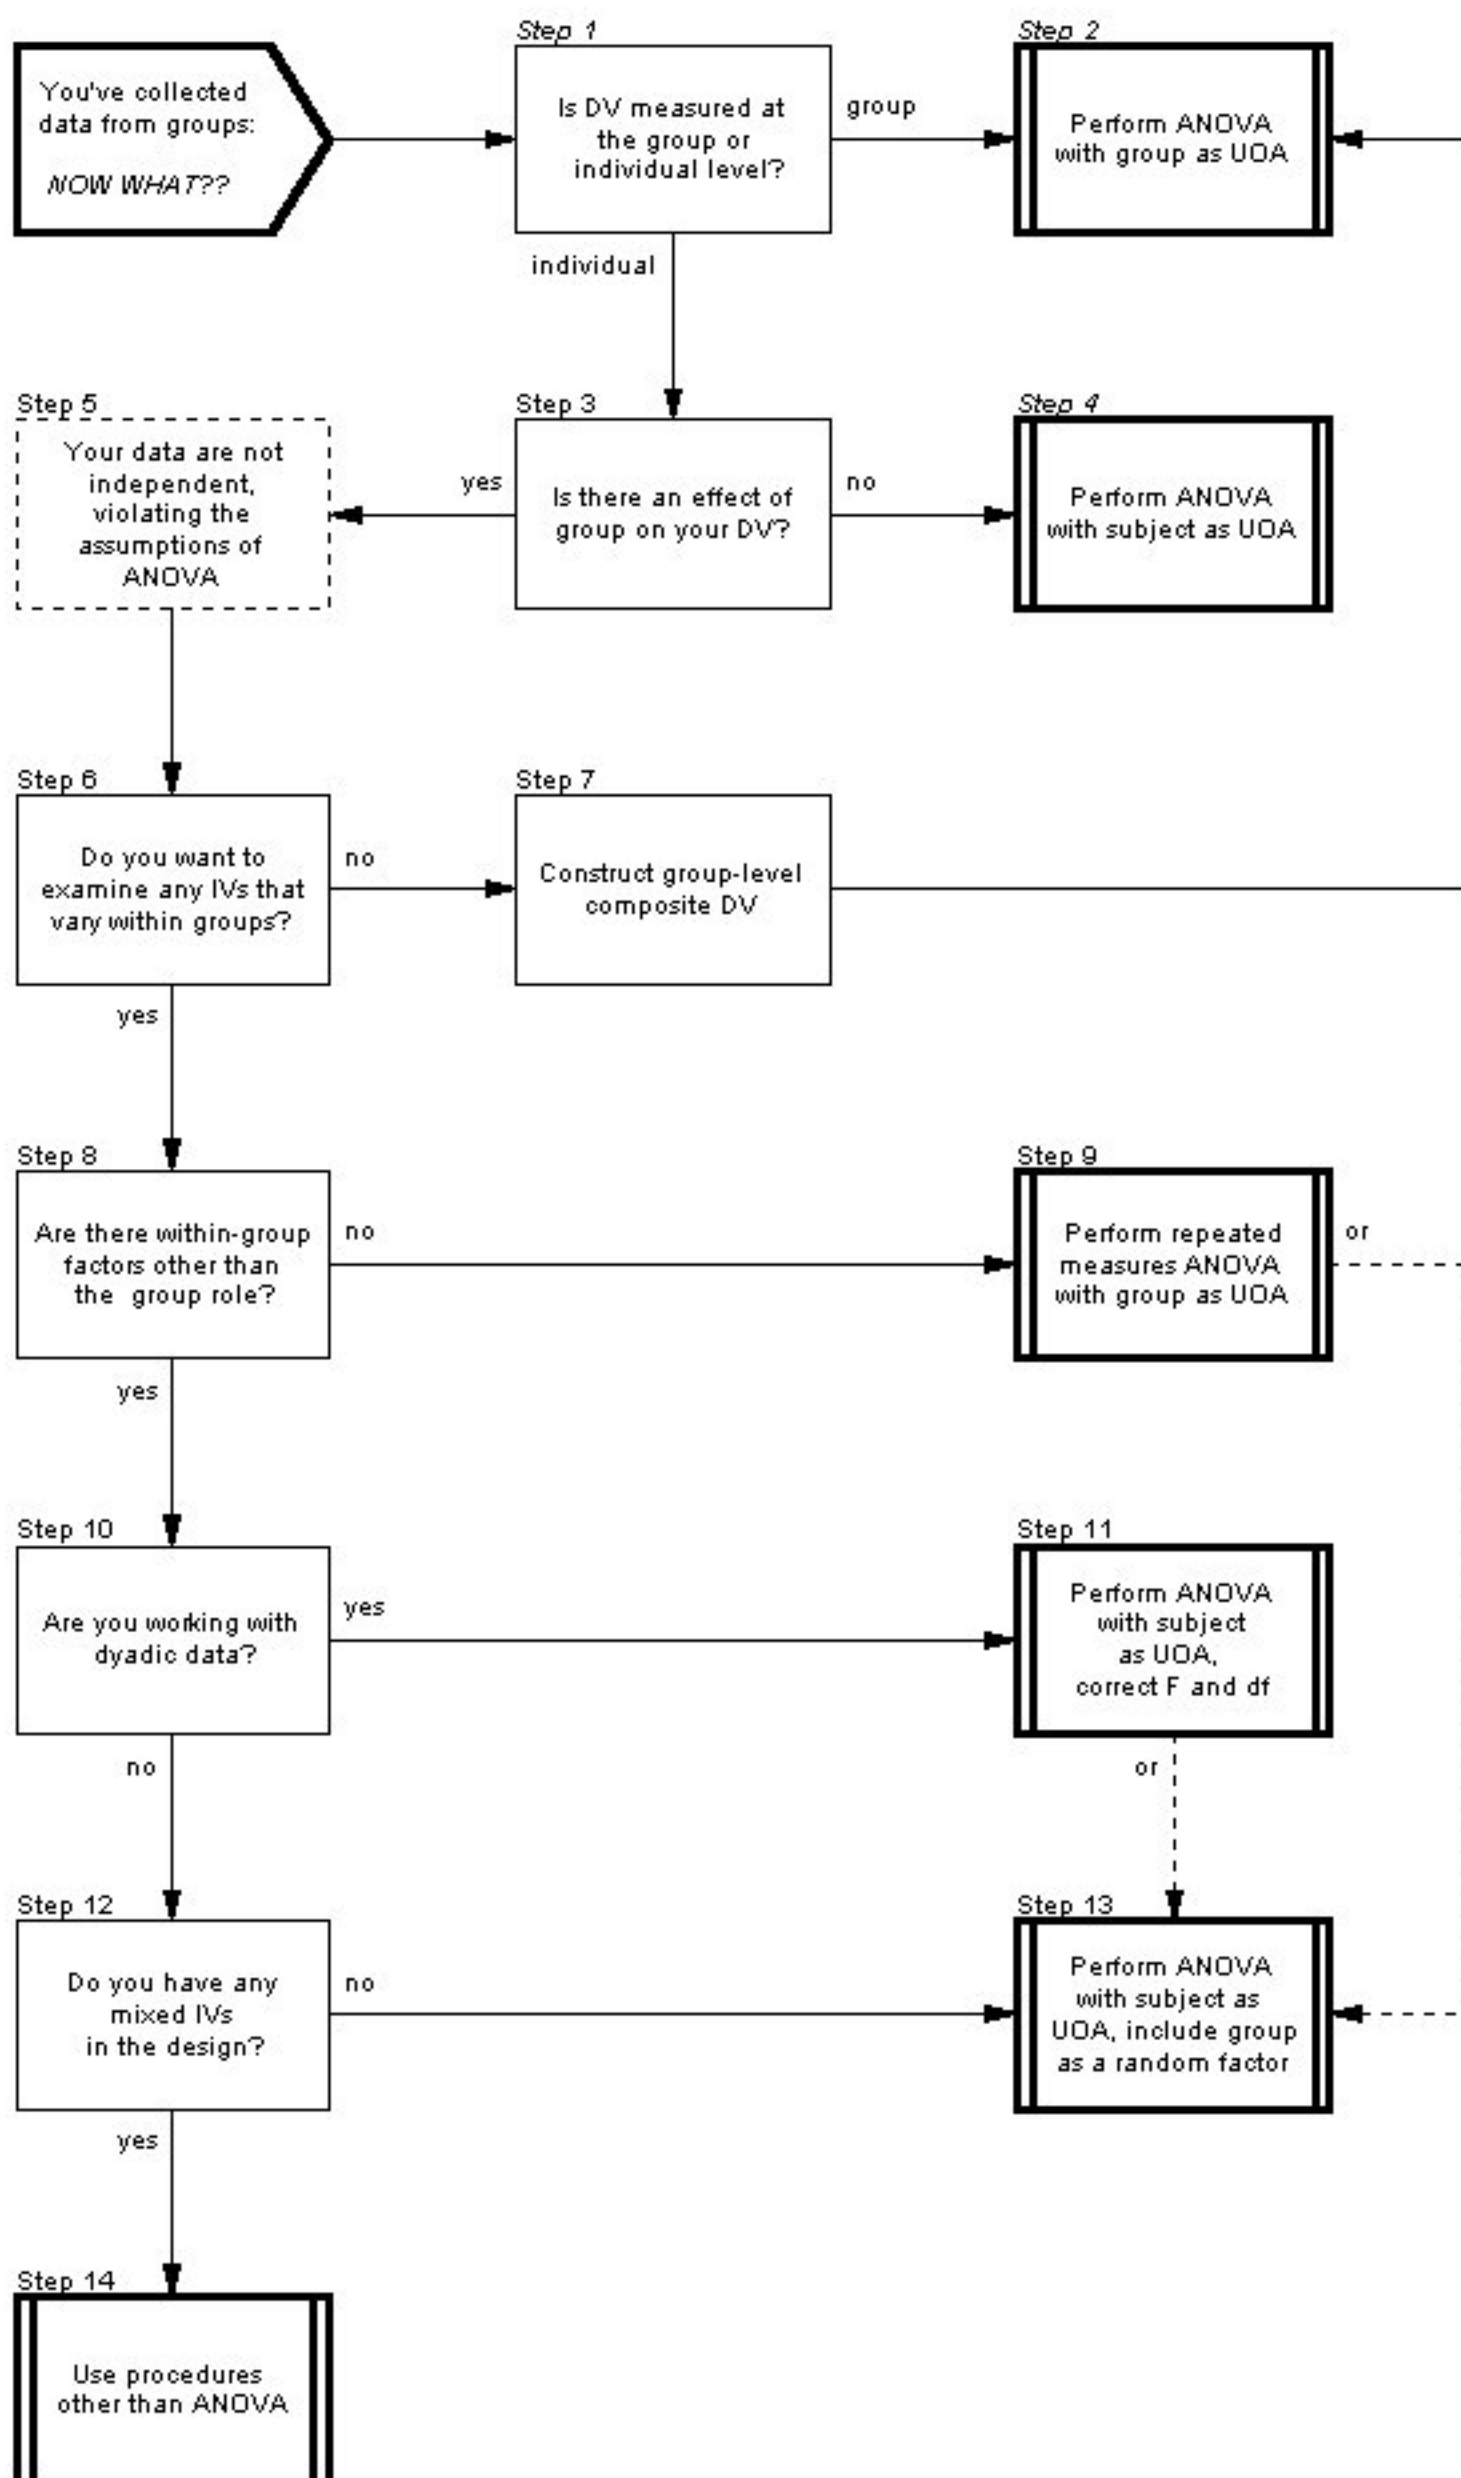 Step 1
Step 2
You've collected
data from groups:
NOW WHAT??
Is DV measured at
the group or
individual level?
group
Perform ANOVA
with group as UOA
individual
Step 5
Step 3
Step 4
Your data are not
independent,
violating the
assumptions of
ANOVA
yes
Is there an effect of
group on your DV?
no
Perform ANOVA
with subject as UOA
Step 6
Step 7
Do you want to
examine any IVs that
vary within groups?
no
Construct group-level
composite DV
yes
Step 8
Step 9
Are there within-group
factors other than
the group role?
no
Perform repeated
measures ANOVA
with group as UOA
or
yes
Step 10
Step 11
Are you working with
dyadic data?
yes
Perform ANOVA
with subject
as UOA,
correct F and df
no
or
Step 12
Step 13
Do you have any
mixed IVs
in the design?
no
Perform ANOVA
with subject as
UOA, include group
as a random factor
yes
Step 14
Use procedures
other than ANOVA